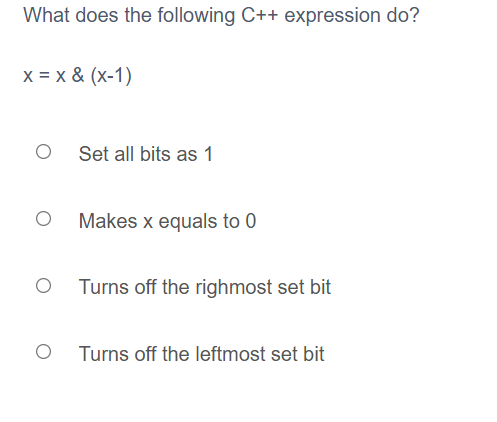 What does the following C++ expression do?
x = x & (x-1)
Set all bits as 1
Makes x equals to 0
Turns off the righmost set bit
Turns off the leftmost set bit